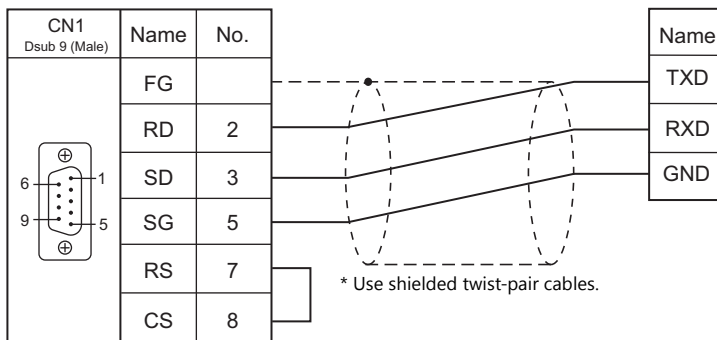 CN1
Dsub 9 (Male)
Name No.
Name
FG
TXD
RD 2
RXD
SD 3
GND
1
6
9
5
SG 5
RS 7
* Use shielded twist-pair cables.
CS 8